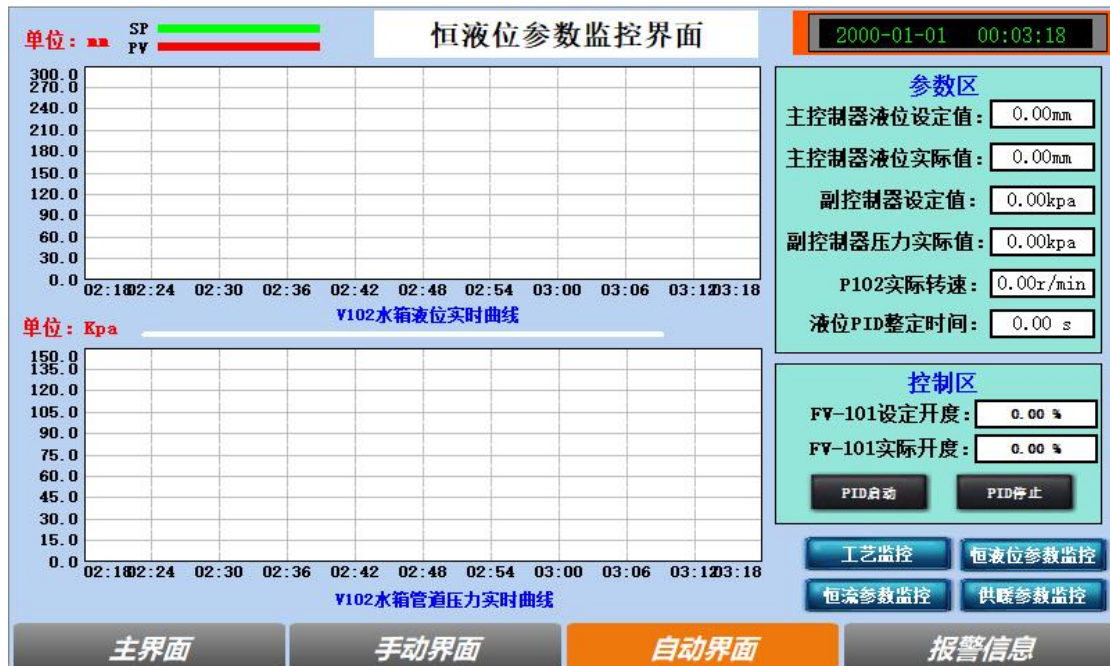 单位：mm
SP
PV
恒液位参数监控界面
2000-01-01 00:03:18
300.0
270.0
240.0
210.0
180.0
150.0
120.0
90.0
60.0
30.0
0.0
02:18 02:24 02:30 02:36 02:42 02:48 02:54 03:00 03:06 03:12 03:18
V102水箱液位实时曲线
单位：Kpa
150.0
135.0
120.0
105.0
90.0
75.0
60.0
45.0
30.0
15.0
0.0
02:18 02:24 02:30 02:36 02:42 02:48 02:54 03:00 03:06 03:12 03:18
V102水箱管道压力实时曲线
参数区
主控制器液位设定值：0.00mm
主控制器液位实际值：0.00mm
副控制器设定值：0.00kpa
副控制器压力实际值：0.00kpa
P102实际转速：0.00r/min
液位PID整定时间：0.00 s
控制区
FV-101设定开度：0.00 %
FV-101实际开度：0.00 %
PID启动 PID停止
工艺监控 恒液位参数监控
恒流参数监控 供暖参数监控
主界面 手动界面 自动界面 报警信息